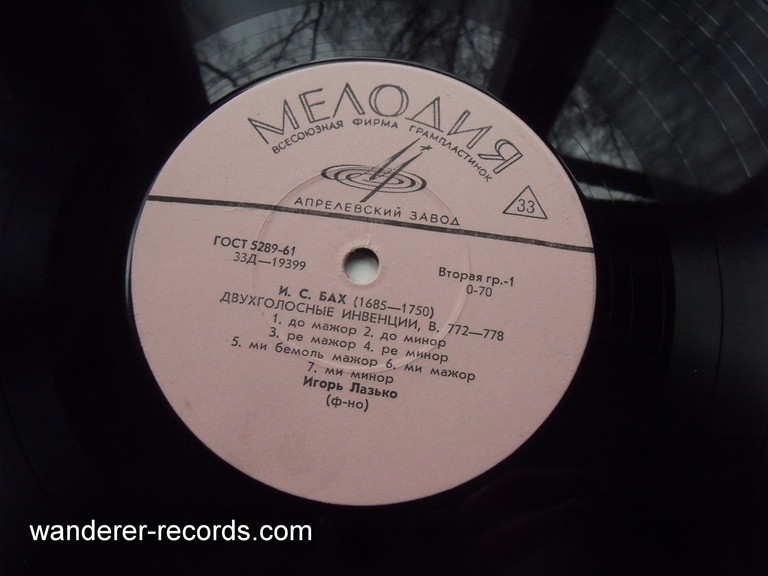 МЕЛОДИЯ
ВСЕСОЮЗНАЯ ФИРМА ГРАМПЛАСТИНОК
33
АПРЕЛЕВСКИЙ ЗАВОД
ГОСТ 5289-61
33Д—19399
Вторая гр.-1
0-70
И. С. БАХ (1685—1750)
ДВУХГОЛОСНЫЕ ИНВЕНЦИИ, В. 772—778
1. до мажор 2. до минор
3. ре мажор 4. ре минор
5. ми бемоль мажор 6. ми мажор
7. ми минор
Игорь Лазько
(ф-но)
wanderer-records.com